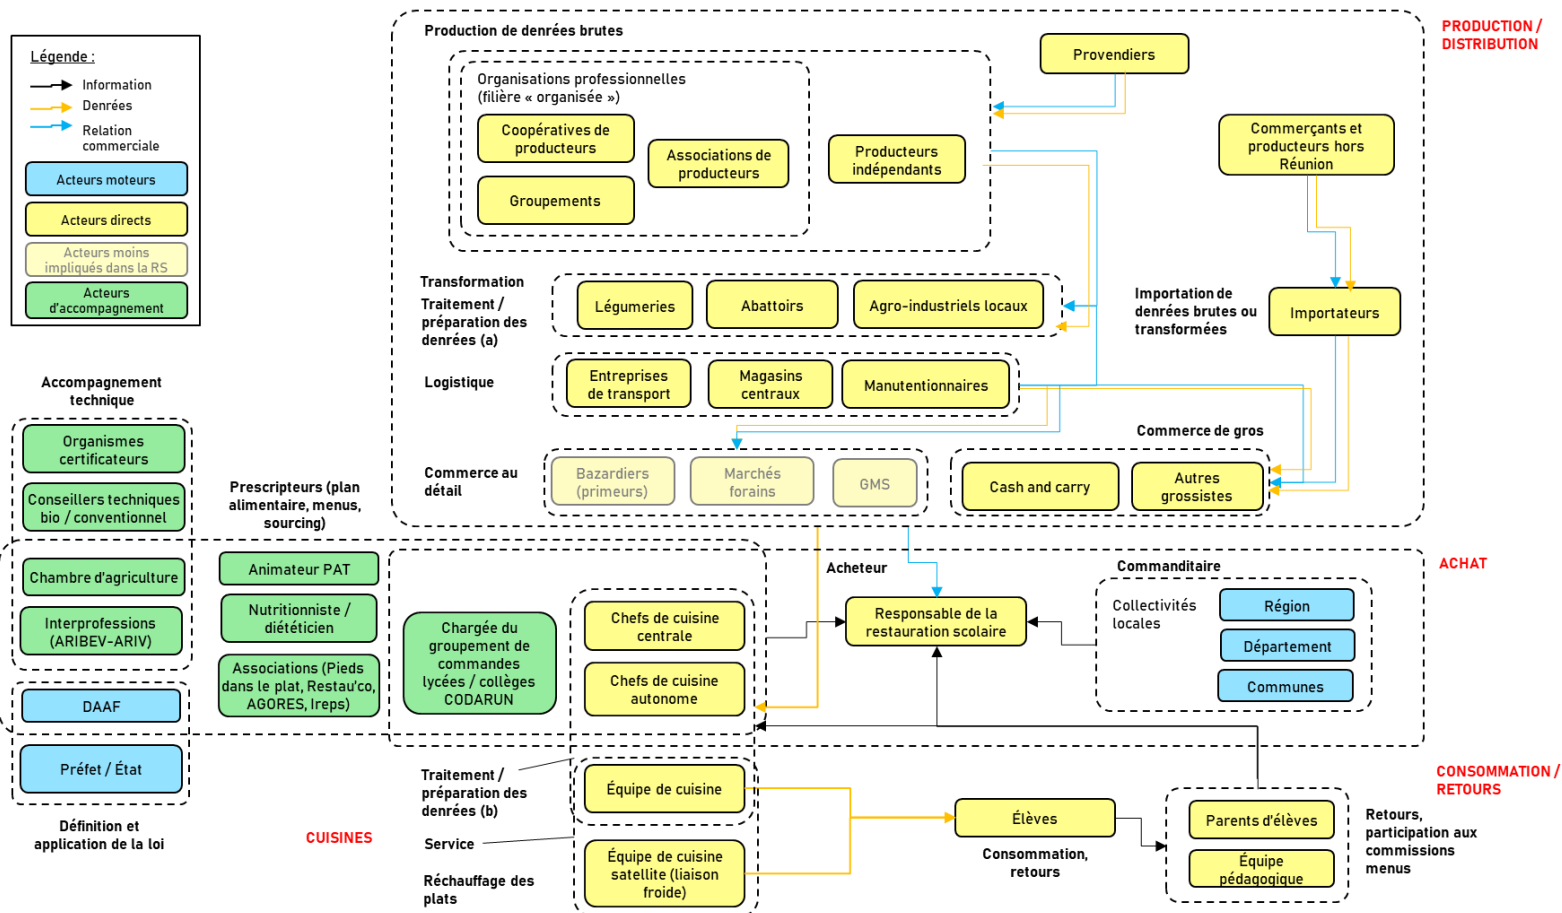 Légende :
Information
Denrées
Relation
commerciale
Acteurs moteurs
Acteurs directs
Acteurs moins
impliqués dans la RS
Acteurs
d'accompagnement
PRODUCTION /
DISTRIBUTION
Production de denrées brutes
Organisations professionnelles
(filière « organisée »)
Coopératives de
producteurs
Groupements
Associations de
producteurs
Producteurs
indépendants
Provendiers
Commerçants et
producteurs hors
Réunion
Transformation
Traitement /
préparation des
denrées (a)
Légumeries
Abattoirs
Agro-industriels locaux
Importation de
denrées brutes ou
transformées
Importateurs
Logistique
Entreprises
de transport
Magasins
centraux
Manutentionnaires
Commerce au
détail
Bazardiers
(primeurs)
Marchés
forains
GMS
Commerce de gros
Cash and carry
Autres
grossistes
Accompagnement
technique
Organismes
certificateurs
Conseillers techniques
bio / conventionnel
Chambre d'agriculture
Interprofessions
(ARIBEV-ARIV)
DAAF
Préfet / État
Définition et
application de la loi
Prescripteurs (plan
alimentaire, menus,
sourcing)
Animateur PAT
Nutritionniste /
diététicien
Associations (Pieds
dans le plat, Restau'co,
AGORES, Ireps)
Chargée du
groupement de
commandes
lycées / collèges
CODARUN
Chefs de cuisine
centrale
Chefs de cuisine
autonome
ACHAT
Acheteur
Responsable de la
restauration scolaire
Commanditaire
Collectivités
locales
Région
Département
Communes
CUISINES
Traitement /
préparation des
denrées (b)
Service
Réchauffage des
plats
Équipe de cuisine
Équipe de cuisine
satellite (liaison
froide)
CONSOMMATION /
RETOURS
Élèves
Consommation,
retours
Parents d'élèves
Équipe
pédagogique
Retours,
participation aux
commissions
menus